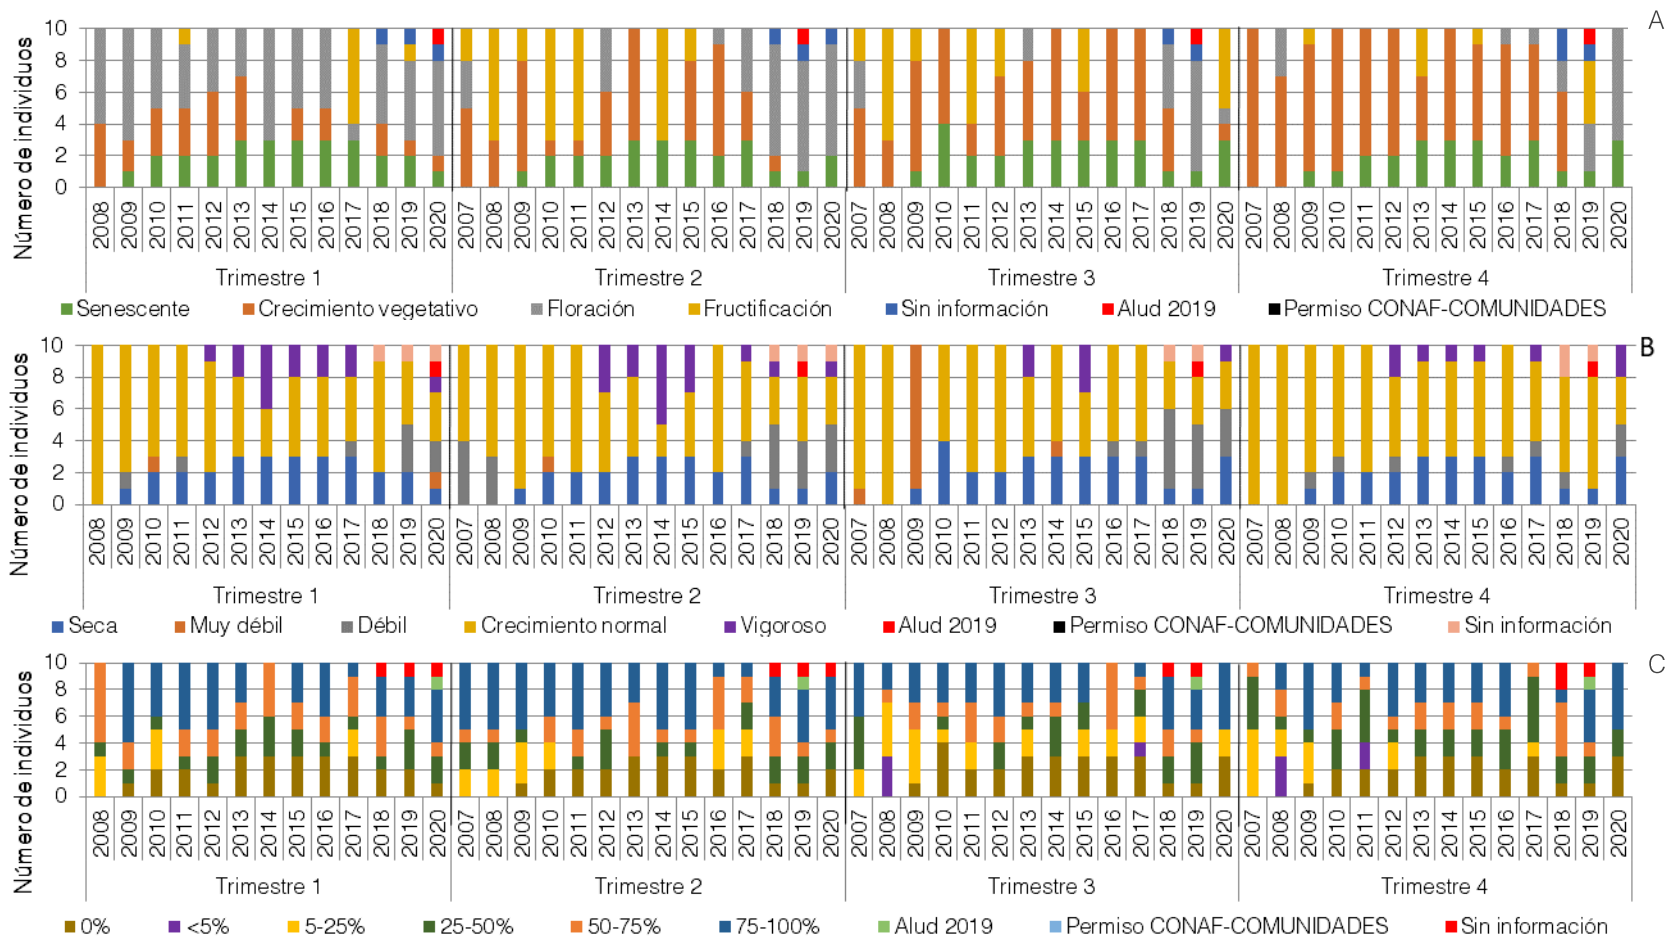 A
Número de individuos
10
8
6
4
2
0
2008 2009 2010 2011 2012 2013 2014 2015 2016 2017 2018 2019 2020 2007 2008 2009 2010 2011 2012 2013 2014 2015 2016 2017 2018 2019 2020 2007 2008 2009 2010 2011 2012 2013 2014 2015 2016 2017 2018 2019 2020 2007 2008 2009 2010 2011 2012 2013 2014 2015 2016 2017 2018 2019 2020
Trimestre 1 Trimestre 2 Trimestre 3 Trimestre 4
Senescente Crecimiento vegetativo Floración Fructificación Sin información Alud 2019 Permiso CONAF-COMUNIDADES
B
Número de individuos
10
8
6
4
2
0
2008 2009 2010 2011 2012 2013 2014 2015 2016 2017 2018 2019 2020 2007 2008 2009 2010 2011 2012 2013 2014 2015 2016 2017 2018 2019 2020 2007 2008 2009 2010 2011 2012 2013 2014 2015 2016 2017 2018 2019 2020 2007 2008 2009 2010 2011 2012 2013 2014 2015 2016 2017 2018 2019 2020
Trimestre 1 Trimestre 2 Trimestre 3 Trimestre 4
Seca Muy débil Débil Crecimiento normal Vigoroso Alud 2019 Permiso CONAF-COMUNIDADES Sin información
C
Número de individuos
10
8
6
4
2
0
2008 2009 2010 2011 2012 2013 2014 2015 2016 2017 2018 2019 2020 2007 2008 2009 2010 2011 2012 2013 2014 2015 2016 2017 2018 2019 2020 2007 2008 2009 2010 2011 2012 2013 2014 2015 2016 2017 2018 2019 2020 2007 2008 2009 2010 2011 2012 2013 2014 2015 2016 2017 2018 2019 2020
Trimestre 1 Trimestre 2 Trimestre 3 Trimestre 4
0% <5% 5-25% 25-50% 50-75% 75-100% Alud 2019 Permiso CONAF-COMUNIDADES Sin información